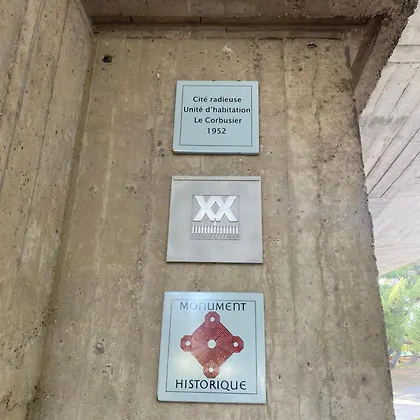 Cité radieuse
Unité d'habitation
Le Corbusier
1952
XX
MONUMENT
HISTORIQUE